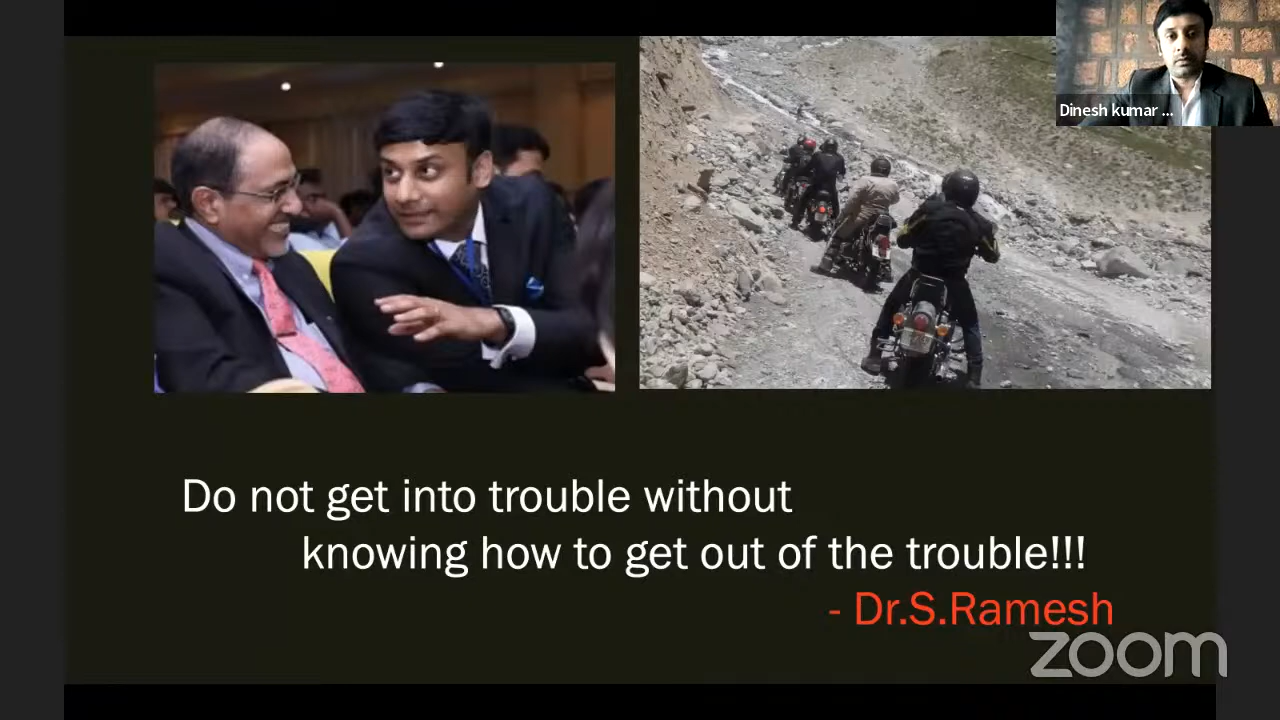 Dinesh kumar ...
Do not get into trouble without
knowing how to get out of the trouble!!!
- Dr.S.Ramesh
zoom